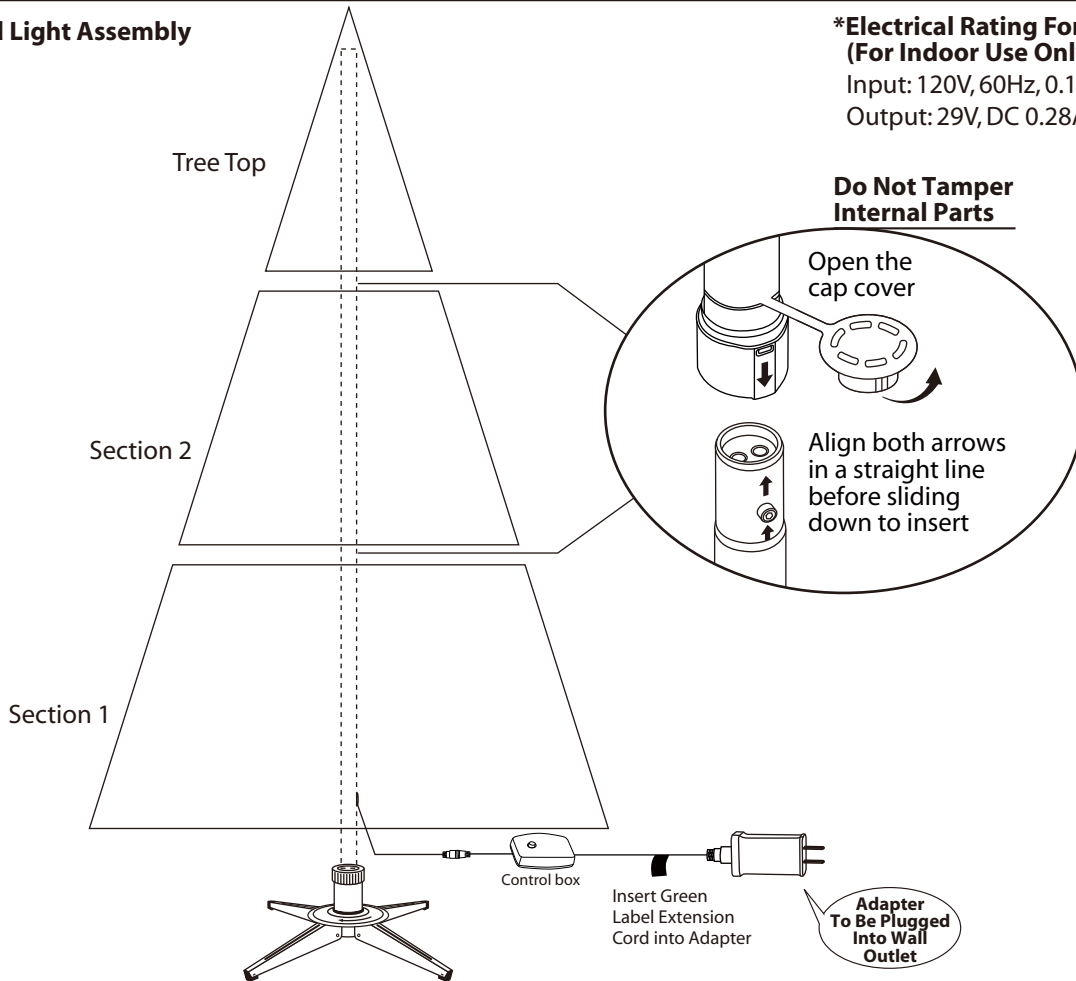 Light Assembly
*Electrical Rating For
(For Indoor Use Onl
Input: 120V, 60Hz, 0.1
Output: 29V, DC 0.28A
Tree Top
Do Not Tamper
Internal Parts
Open the
cap cover
Section 2
Align both arrows
in a straight line
before sliding
down to insert
Section 1
Control box
Insert Green
Label Extension
Cord into Adapter
Adapter
To Be Plugged
Into Wall
Outlet